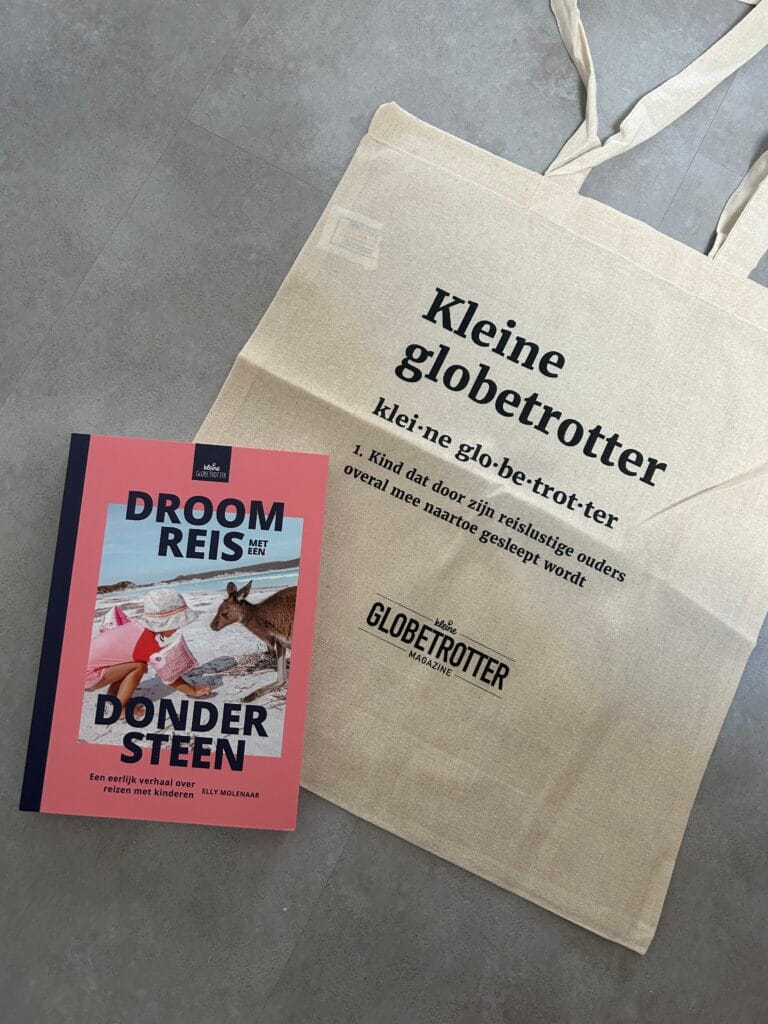 Kleine
globetrotter
klei·ne glo·be·trot·ter
1. Kind dat door zijn reislustige ouders
overal mee naartoe gesleept wordt
kleine
GLOBETROTTER
MAGAZINE
kleine
GLOBETROTTER
DROOM
REIS MET EEN
DONDER
STEEN
Een eerlijk verhaal over
reizen met kinderen ELLY MOLENAAR